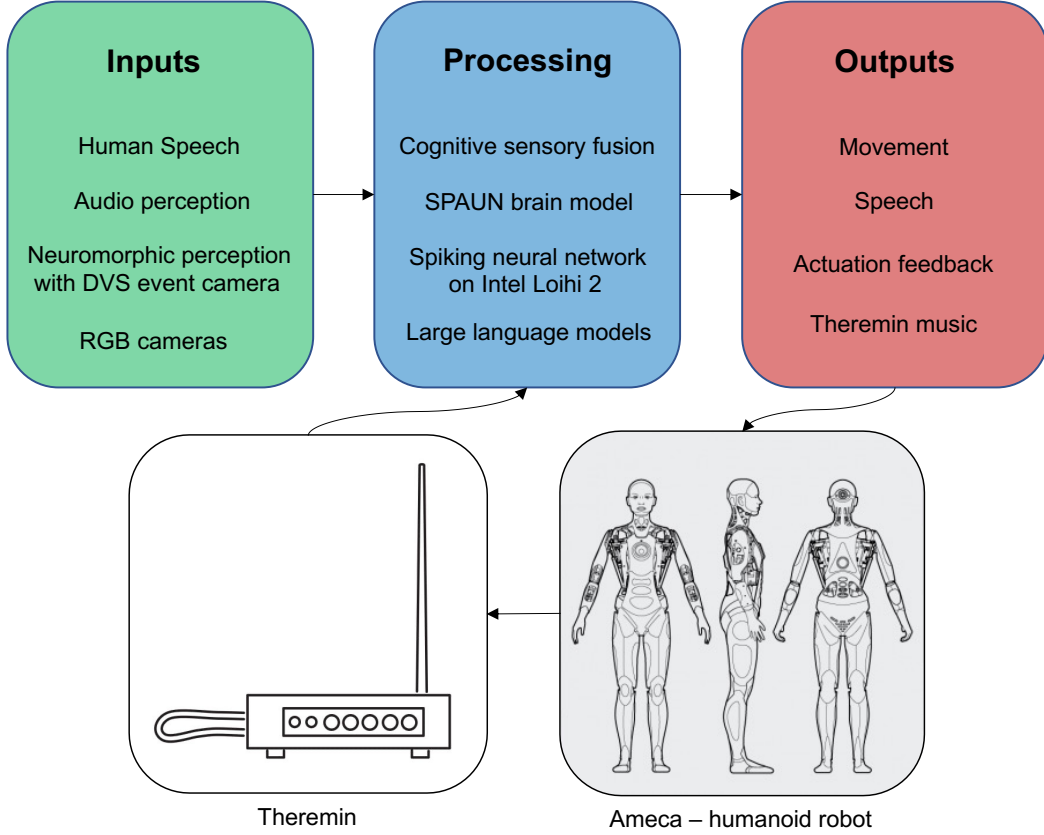 Inputs
Human Speech
Audio perception
Neuromorphic perception
with DVS event camera
RGB cameras
Processing
Cognitive sensory fusion
SPAUN brain model
Spiking neural network
on Intel Loihi 2
Large language models
Outputs
Movement
Speech
Actuation feedback
Theremin music
Theremin
Ameca – humanoid robot